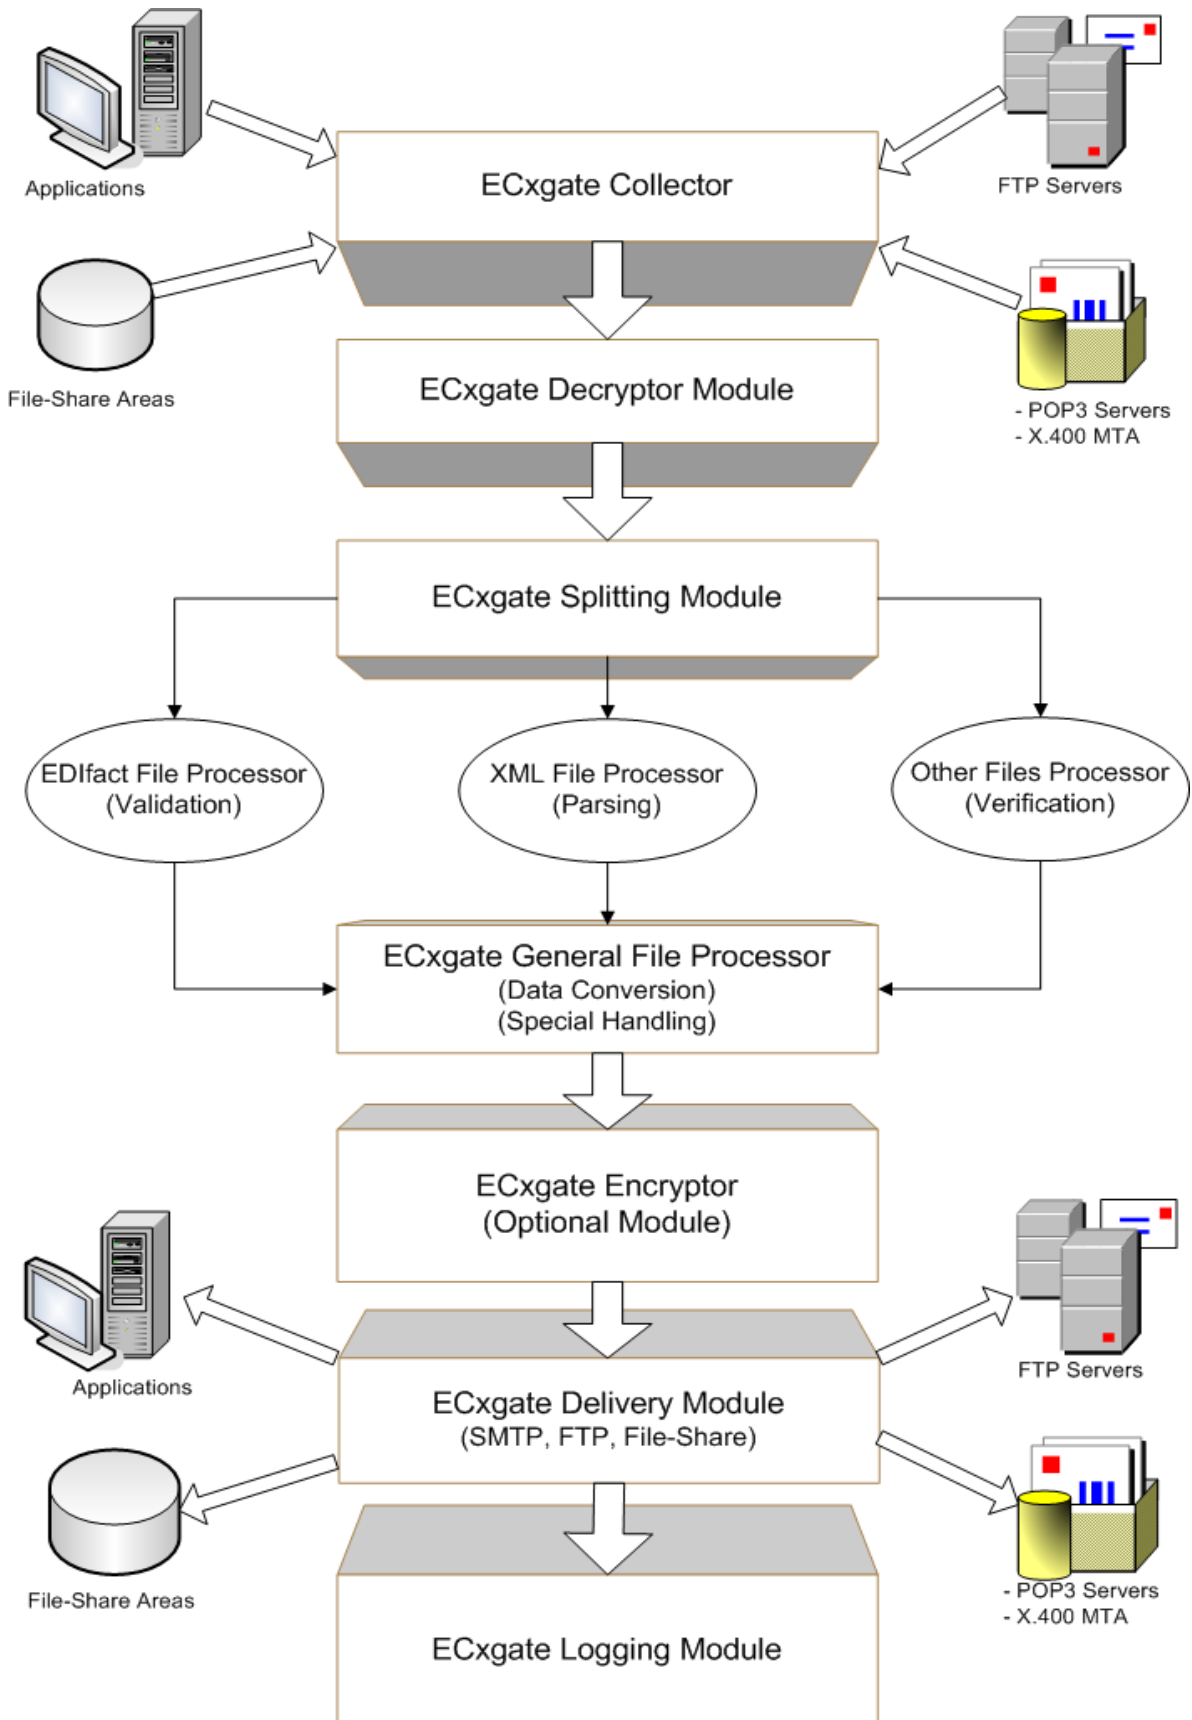 Applications
FTP Servers
ECxgate Collector
File-Share Areas
- POP3 Servers
- X.400 MTA
ECxgate Decryptor Module
ECxgate Splitting Module
EDIfact File Processor
(Validation)
XML File Processor
(Parsing)
Other Files Processor
(Verification)
ECxgate General File Processor
(Data Conversion)
(Special Handling)
ECxgate Encryptor
(Optional Module)
Applications
FTP Servers
ECxgate Delivery Module
(SMTP, FTP, File-Share)
File-Share Areas
- POP3 Servers
- X.400 MTA
ECxgate Logging Module